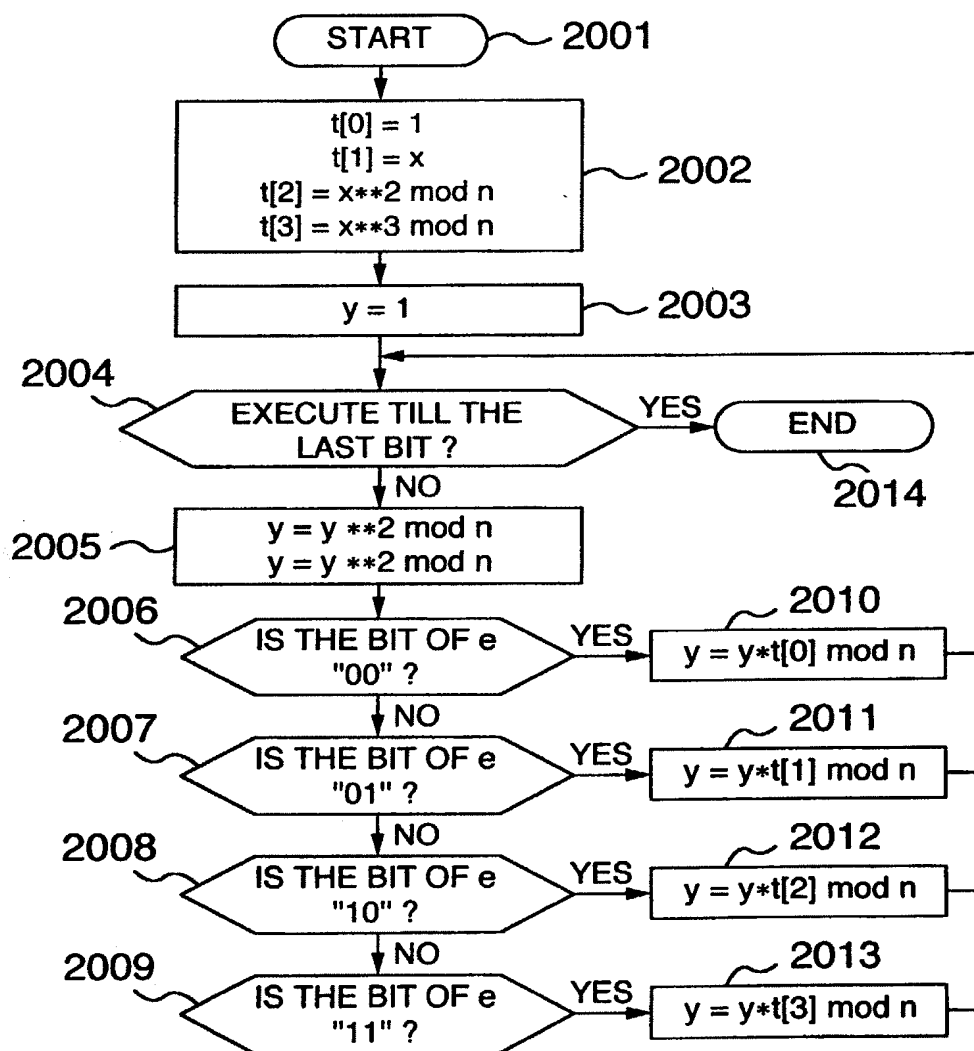 START
2001
t[0] = 1
t[1] = x
t[2] = x**2 mod n
t[3] = x**3 mod n
2002
y = 1
2003
2004
EXECUTE TILL THE
LAST BIT ?
YES
END
2014
NO
2005
y = y **2 mod n
y = y **2 mod n
2006
IS THE BIT OF e
"00" ?
YES
2010
y = y*t[0] mod n
NO
2007
IS THE BIT OF e
"01" ?
YES
2011
y = y*t[1] mod n
NO
2008
IS THE BIT OF e
"10" ?
YES
2012
y = y*t[2] mod n
NO
2009
IS THE BIT OF e
"11" ?
YES
2013
y = y*t[3] mod n